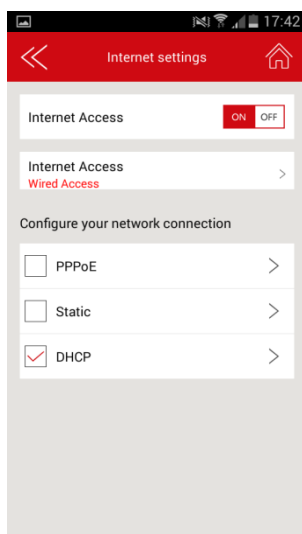 17:42
Internet settings
Internet Access
ON OFF
Internet Access
Wired Access
Configure your network connection
PPPoE
Static
DHCP